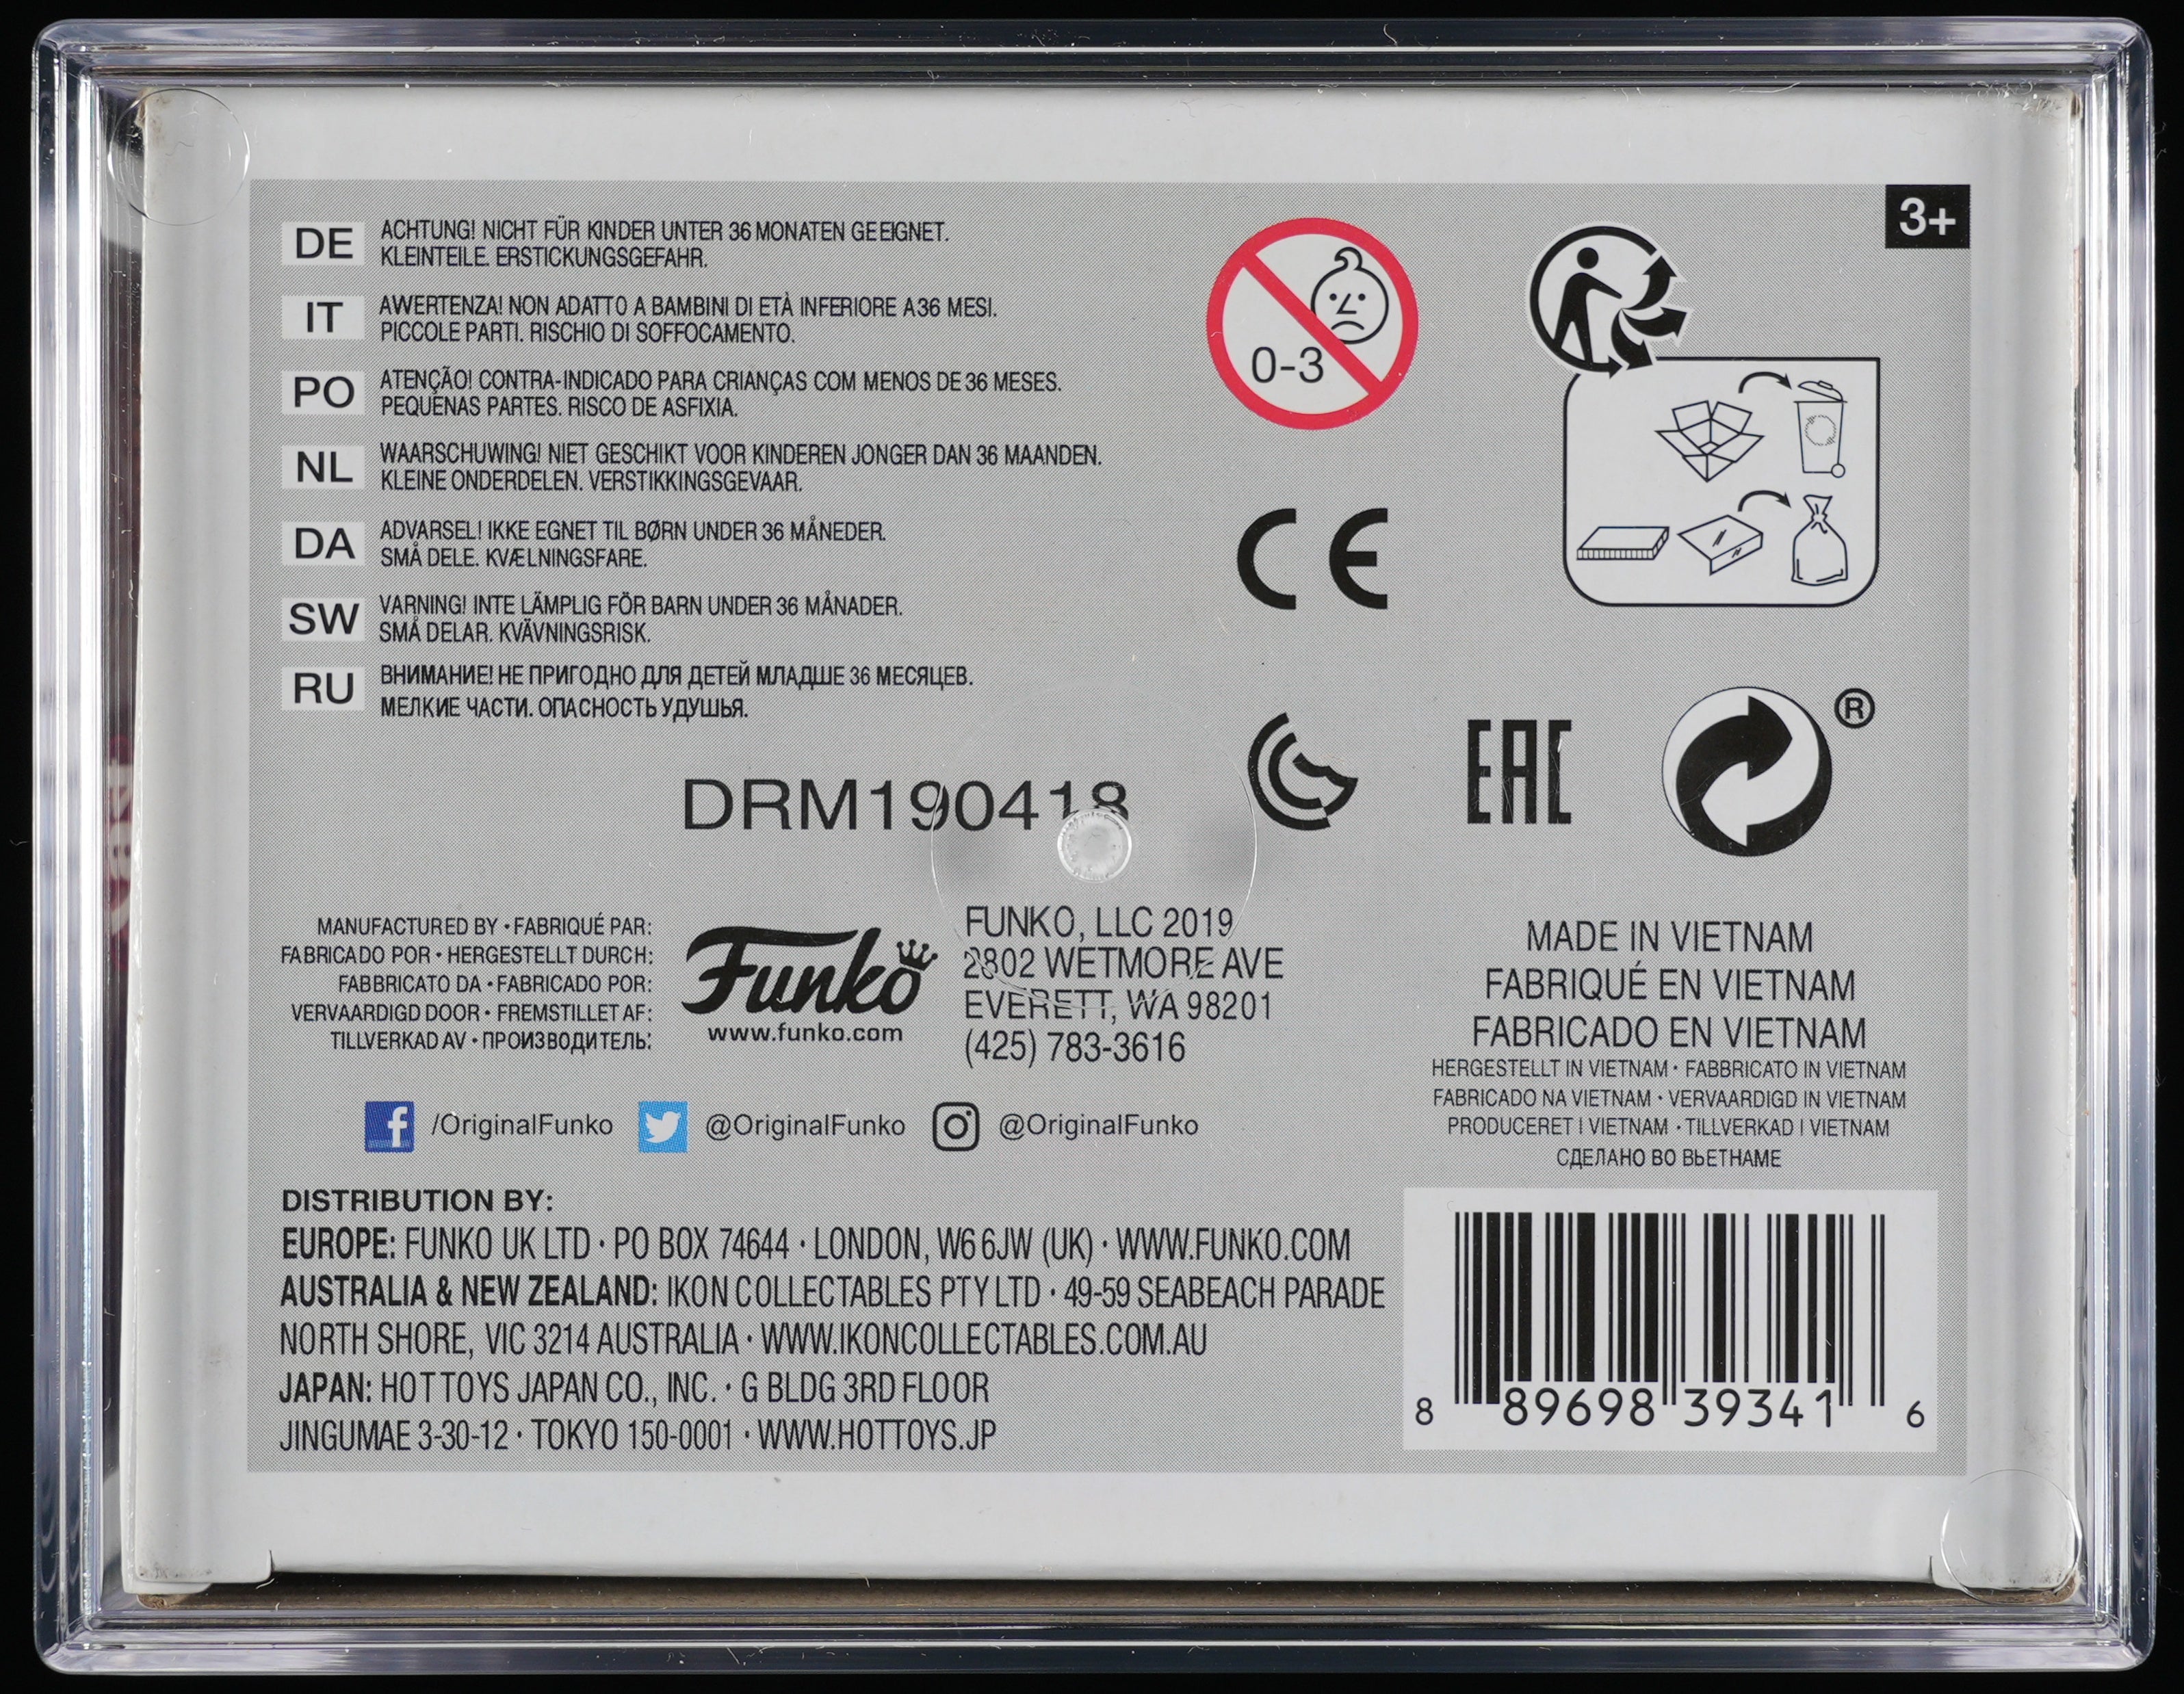 3+
DE ACHTUNG! NICHT FÜR KINDER UNTER 36 MONATEN GEEIGNET.
KLEINTEILE. ERSTICKUNGSGEFAHR.
IT AWERTENZA! NON ADATTO A BAMBINI DI ETÀ INFERIORE A 36 MESI.
PICCOLE PARTI. RISCHIO DI SOFFOCAMENTO.
PO ATENÇÃO! CONTRA-INDICADO PARA CRIANÇAS COM MENOS DE 36 MESES.
PEQUENAS PARTES. RISCO DE ASFIXIA.
NL WAARSCHUWING! NIET GESCHIKT VOOR KINDEREN JONGER DAN 36 MAANDEN.
KLEINE ONDERDELEN. VERSTIKKINGSGEVAAR.
DA ADVARSEL! IKKE EGNET TIL BØRN UNDER 36 MÅNEDER.
SMÅ DELE. KVÆLNINGSFARE.
SW VARNING! INTE LÄMPLIG FÖR BARN UNDER 36 MÅNADER.
SMÅ DELAR. KVÄVNINGSRISK.
RU ВНИМАНИЕ! НЕ ПРИГОДНО ДЛЯ ДЕТЕЙ МЛАДШЕ 36 МЕСЯЦЕВ.
МЕЛКИЕ ЧАСТИ. ОПАСНОСТЬ УДУШЬЯ.
0-3
CE
EAC
®
DRM190418
MANUFACTURED BY • FABRIQUÉ PAR:
FABRICADO POR • HERGESTELLT DURCH:
FABBRICATO DA • FABRICADO POR:
VERVAARDIGD DOOR • FREMSTILLET AF:
TILLVERKAD AV • ПРОИЗВОДИТЕЛЬ:
Funko
www.funko.com
FUNKO, LLC 2019
2802 WETMORE AVE
EVERETT, WA 98201
(425) 783-3616
MADE IN VIETNAM
FABRIQUÉ EN VIETNAM
FABRICADO EN VIETNAM
HERGESTELLT IN VIETNAM • FABBRICATO IN VIETNAM
FABRICADO NA VIETNAM • VERVAARDIGD IN VIETNAM
PRODUCERET I VIETNAM • TILLVERKAD I VIETNAM
СДЕЛАНО ВО ВЬЕТНАМЕ
/OriginalFunko @OriginalFunko @OriginalFunko
DISTRIBUTION BY:
EUROPE: FUNKO UK LTD • PO BOX 74644 • LONDON, W6 6JW (UK) • WWW.FUNKO.COM
AUSTRALIA & NEW ZEALAND: IKON COLLECTABLES PTY LTD • 49-59 SEABEACH PARADE
NORTH SHORE, VIC 3214 AUSTRALIA • WWW.IKONCOLLECTABLES.COM.AU
JAPAN: HOT TOYS JAPAN CO., INC. • G BLDG 3RD FLOOR
JINGUMAE 3-30-12 • TOKYO 150-0001 • WWW.HOTTOYS.JP
8 89698 39341 6